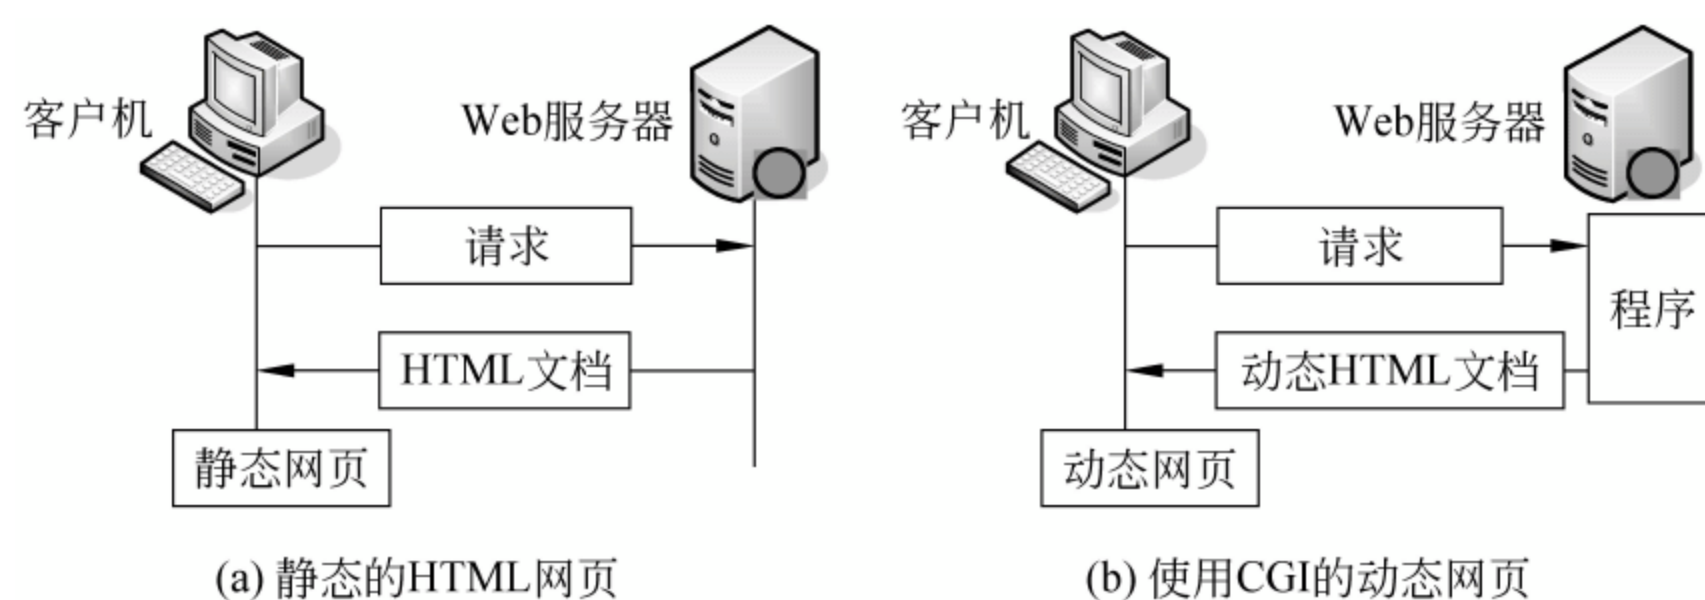 客户机
Web服务器
请求
HTML文档
静态网页
(a) 静态的HTML网页
客户机
Web服务器
请求
程序
动态HTML文档
动态网页
(b) 使用CGI的动态网页